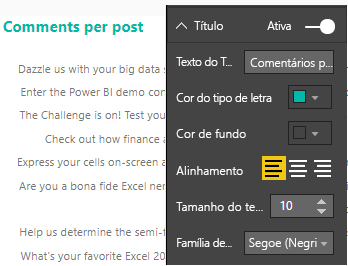 Comments per post
Dazzle us with your big data s
Enter the Power BI demo con
The Challenge is on! Test you
Check out how finance a
Express your cells on-screen a
Are you a bona fide Excel ner
Help us determine the semi-f
What's your favorite Excel 20
Título Ativa
Texto do T... Comentários p...
Cor do tipo de letra
Cor de fundo
Alinhamento
Tamanho do te... 10
Família de... Segoe (Negri